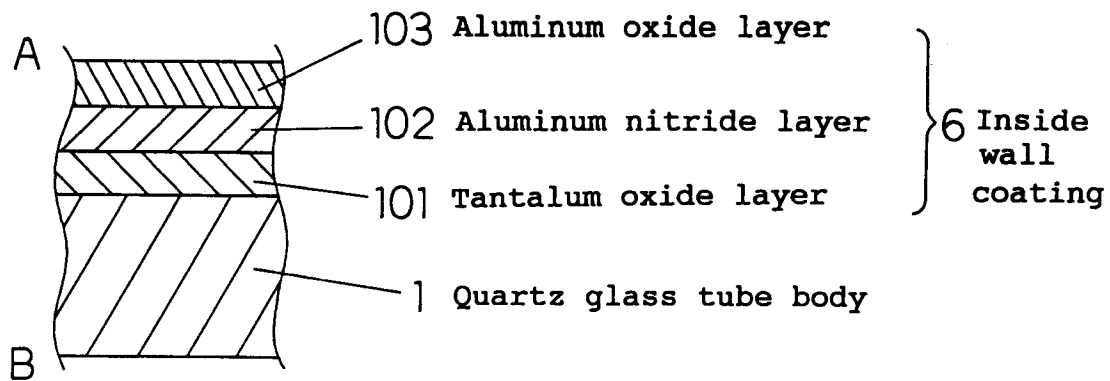 A
103 Aluminum oxide layer
102 Aluminum nitride layer
6 Inside
wall
coating
101 Tantalum oxide layer
1 Quartz glass tube body
B